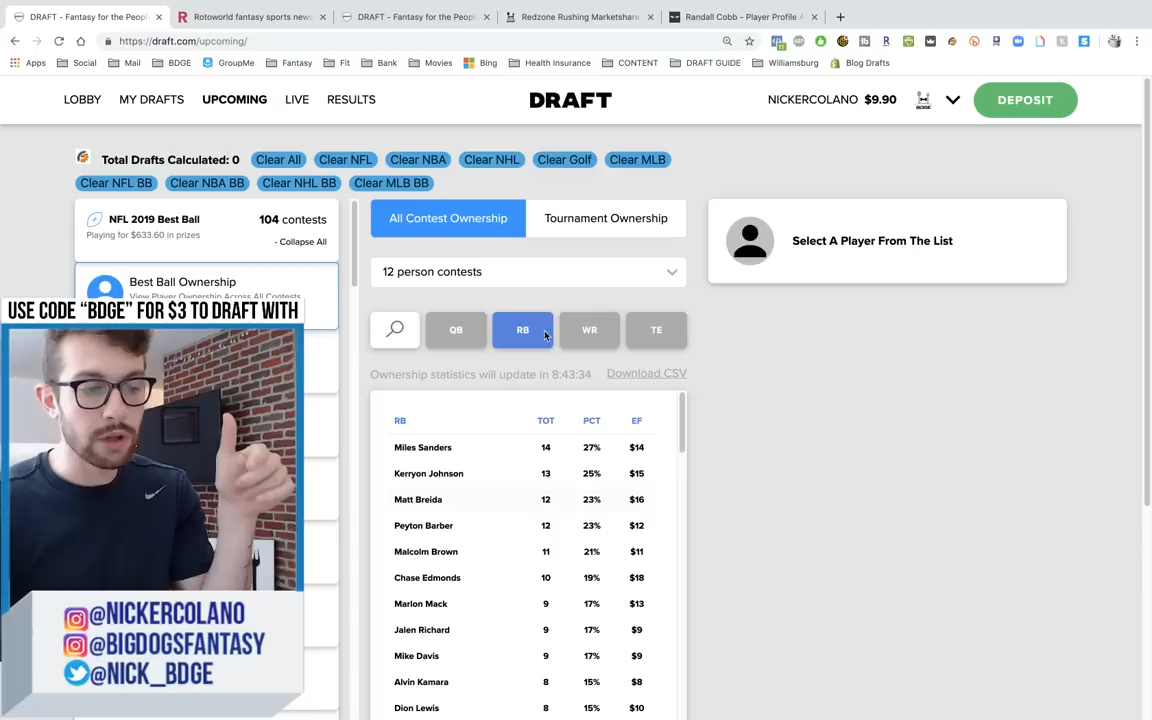 DRAFT - Fantasy for the Peopl
Rotoworld fantasy sports news
DRAFT - Fantasy for the Peopl
Redzone Rushing Marketshare
Randall Cobb - Player Profile A
https://draft.com/upcoming/
Apps
Social
Mail
BDGE
GroupMe
Fantasy
Fit
Bank
Movies
Bing
Health Insurance
CONTENT
DRAFT GUIDE
Williamsburg
Blog Drafts
LOBBY
MY DRAFTS
UPCOMING
LIVE
RESULTS
DRAFT
NICKERCOLANO $9.90
DEPOSIT
Total Drafts Calculated: 0
Clear All
Clear NFL
Clear NBA
Clear NHL
Clear Golf
Clear MLB
Clear NFL BB
Clear NBA BB
Clear NHL BB
Clear MLB BB
NFL 2019 Best Ball
104 contests
Playing for $633.60 in prizes
- Collapse All
Best Ball Ownership
View Player Ownership Across All Contests
USE CODE "BDGE" FOR $3 TO DRAFT WITH
@NICKERCOLANO
@BIGDOGSFANTASY
@NICK_BDGE
All Contest Ownership
Tournament Ownership
12 person contests
QB
RB
WR
TE
Ownership statistics will update in 8:43:34
Download CSV
RB TOT PCT EF
Miles Sanders 14 27% $14
Kerryon Johnson 13 25% $15
Matt Breida 12 23% $16
Peyton Barber 12 23% $12
Malcolm Brown 11 21% $11
Chase Edmonds 10 19% $18
Marlon Mack 9 17% $13
Jalen Richard 9 17% $9
Mike Davis 9 17% $9
Alvin Kamara 8 15% $8
Dion Lewis 8 15% $10
Select A Player From The List